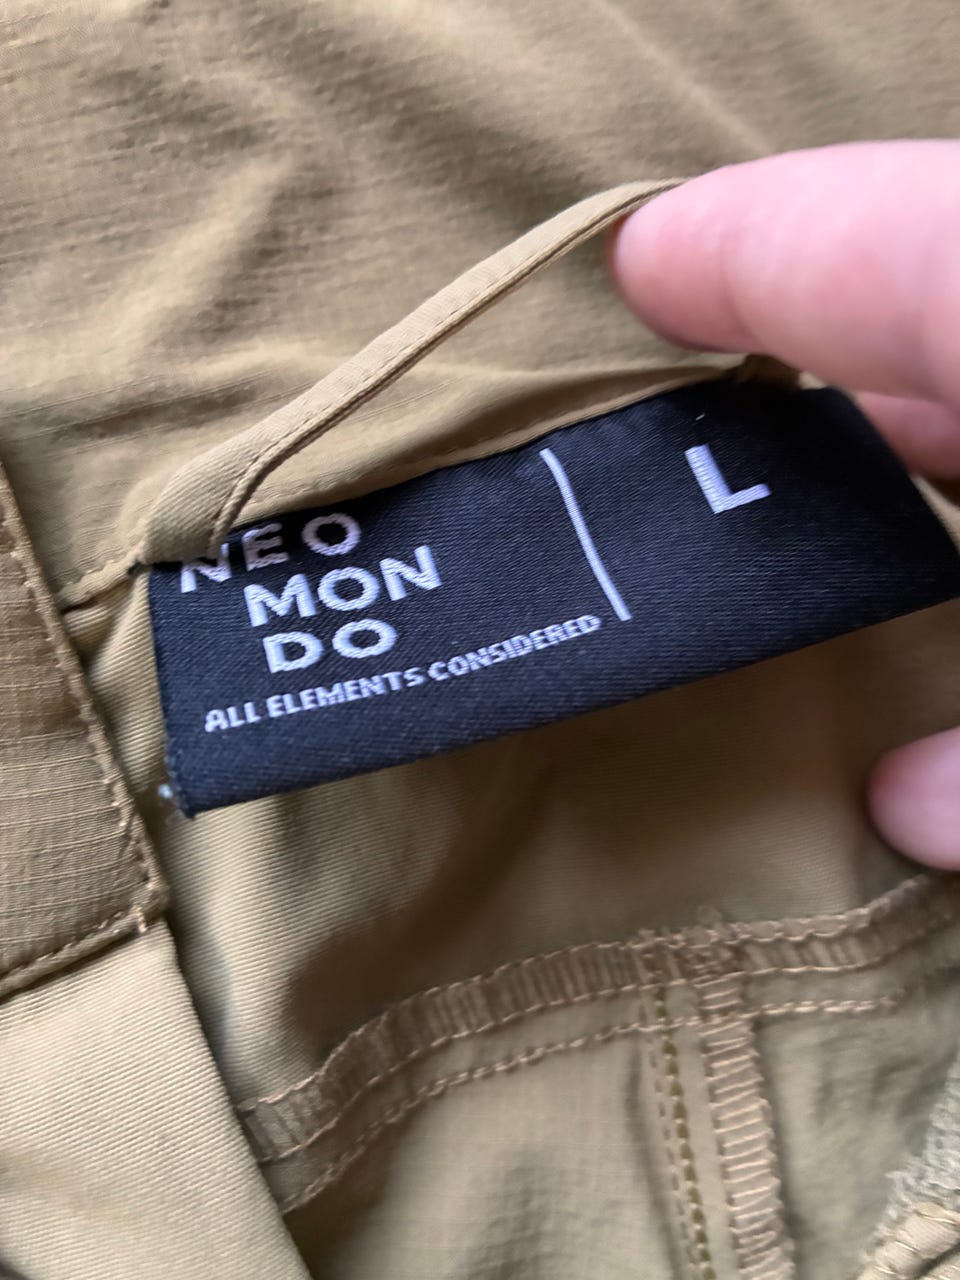 NEO
MON
DO
ALL ELEMENTS CONSIDERED
L